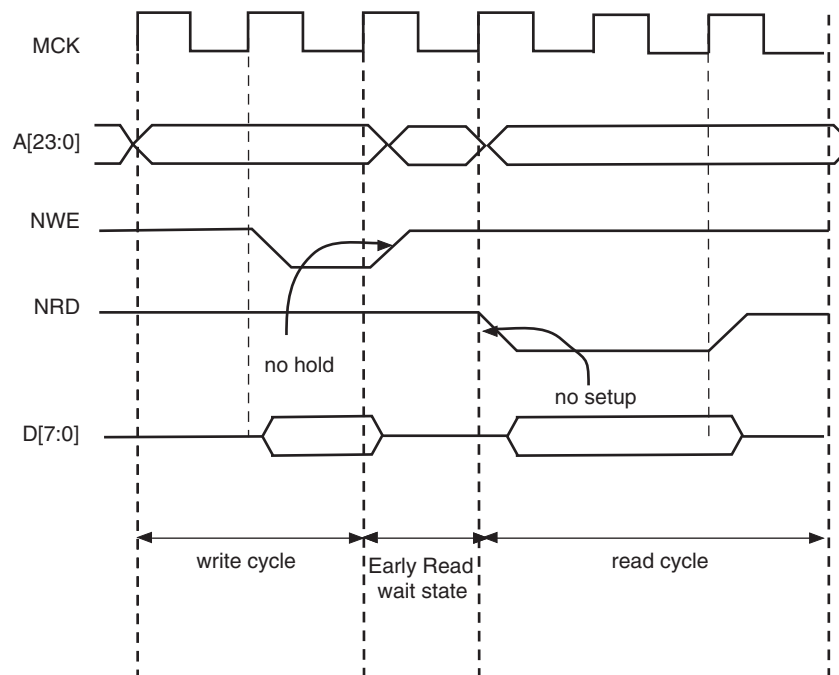 MCK
A[23:0]
NWE
NRD
no hold
no setup
D[7:0]
write cycle
Early Read
wait state
read cycle